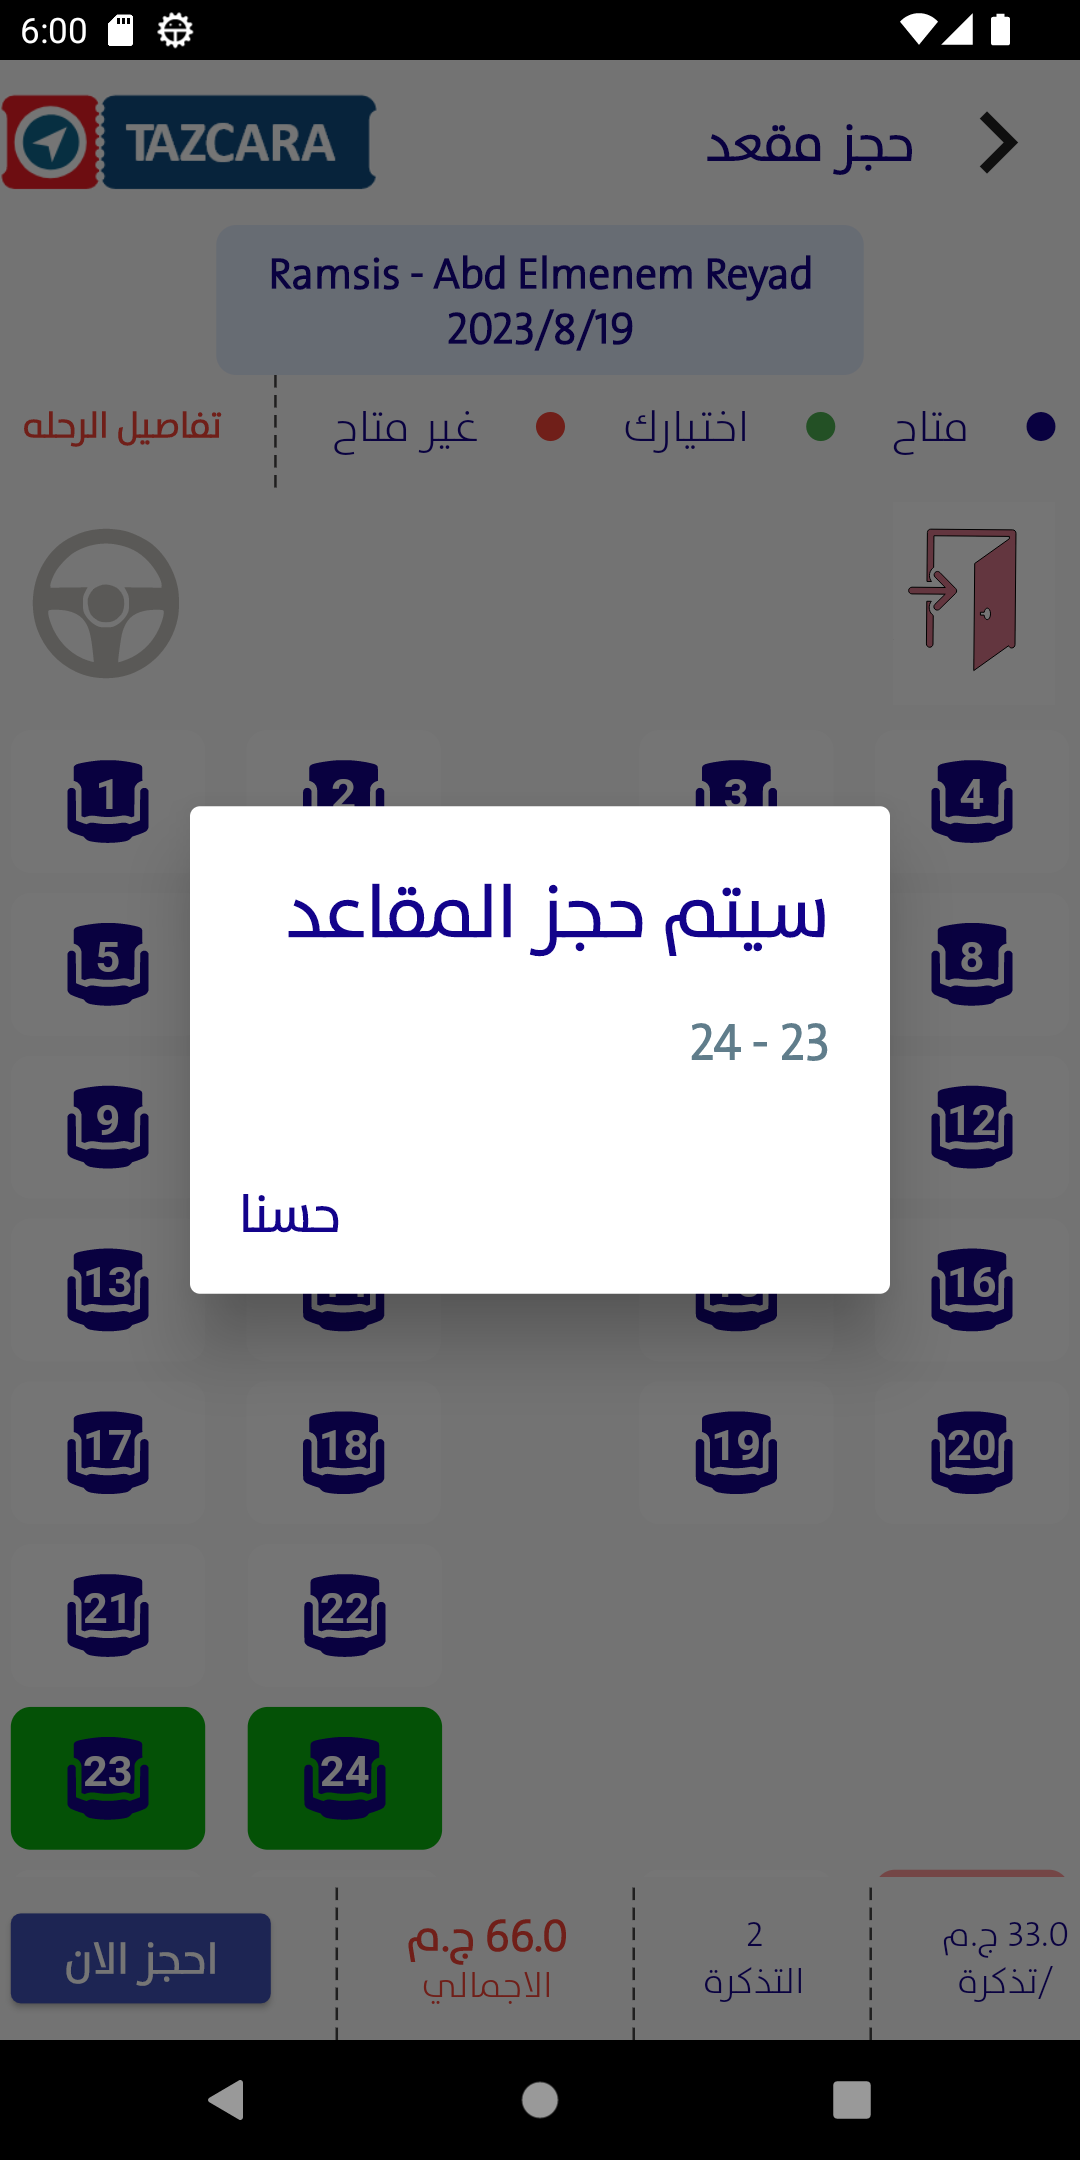 6:00
TAZCARA
حجز مقعد
Ramsis - Abd Elmenem Reyad
2023/8/19
متاح
اختيارك
غير متاح
تفاصيل الرحله
1
2
3
4
5
8
سيتم حجز المقاعد
24 - 23
9
12
حسنا
13
16
17
18
19
20
21
22
23
24
33.0 ج.م
/تذكرة
2
التذكرة
66.0 ج.م
الاجمالي
احجز الان